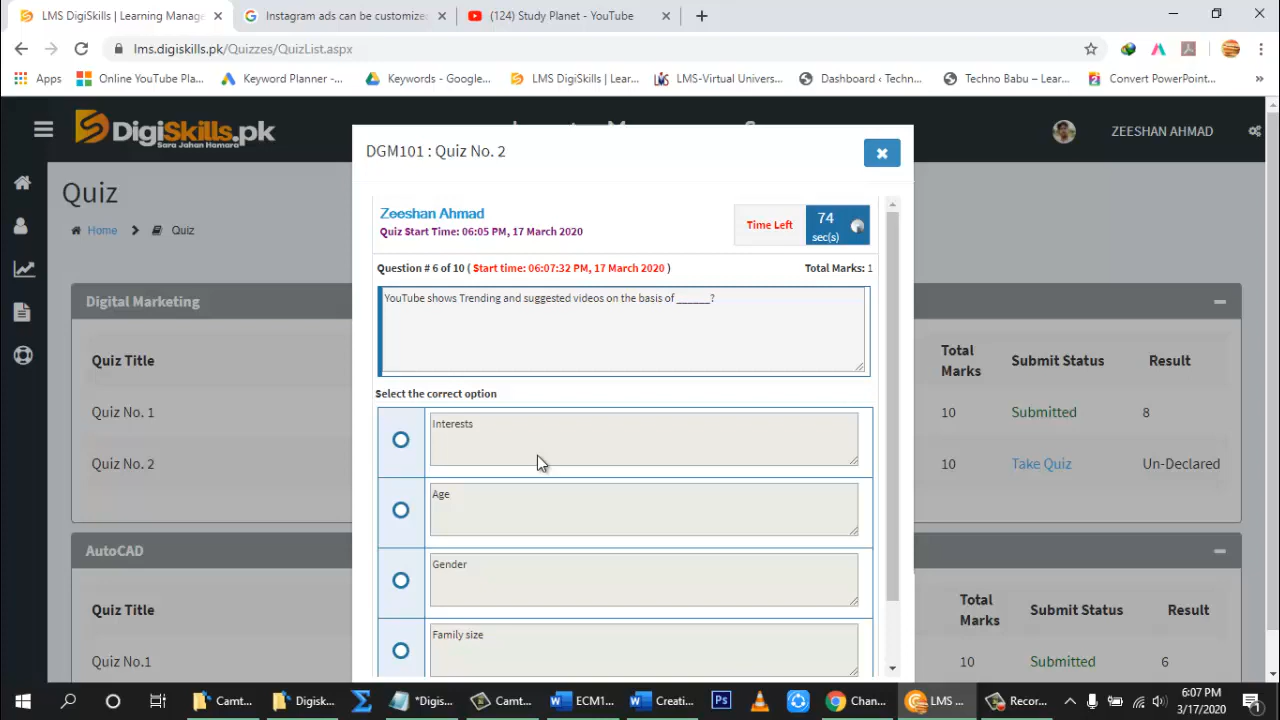 LMS DigiSkills | Learning Manage
Instagram ads can be customize
(124) Study Planet - YouTube
lms.digiskills.pk/Quizzes/QuizList.aspx
Apps
Online YouTube Pla...
Keyword Planner -...
Keywords - Google...
LMS DigiSkills | Lear...
LMS-Virtual Univers...
Dashboard ‹ Techn...
Techno Babu – Lear...
Convert PowerPoint...
»
DigiSkills.pk
Sara Jahan Hamara
ZEESHAN AHMAD
DGM101 : Quiz No. 2
Quiz
Home
Quiz
Zeeshan Ahmad
Quiz Start Time: 06:05 PM, 17 March 2020
Time Left
74
sec(s)
Question # 6 of 10 ( Start time: 06:07:32 PM, 17 March 2020 )
Total Marks: 1
YouTube shows Trending and suggested videos on the basis of ______?
Select the correct option
Interests
Age
Gender
Family size
Digital Marketing
Quiz Title
Total
Marks
Submit Status
Result
Quiz No. 1
10
Submitted
8
Quiz No. 2
10
Take Quiz
Un-Declared
AutoCAD
Quiz Title
Total
Marks
Submit Status
Result
Quiz No.1
10
Submitted
6
Camt...
Digisk...
*Digis...
Camt...
ECM1...
Creati...
Chan...
LMS ...
Recor...
6:07 PM
3/17/2020